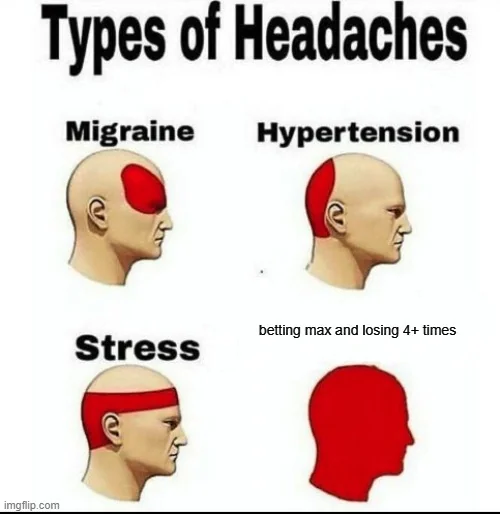 Types of Headaches
Migraine
Hypertension
Stress
betting max and losing 4+ times
imgflip.com